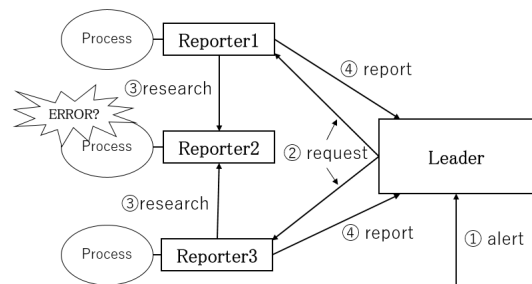 Process
Reporter1
④ report
③research
ERROR?
Process
Reporter2
② request
Leader
③research
④ report
① alert
Process
Reporter3